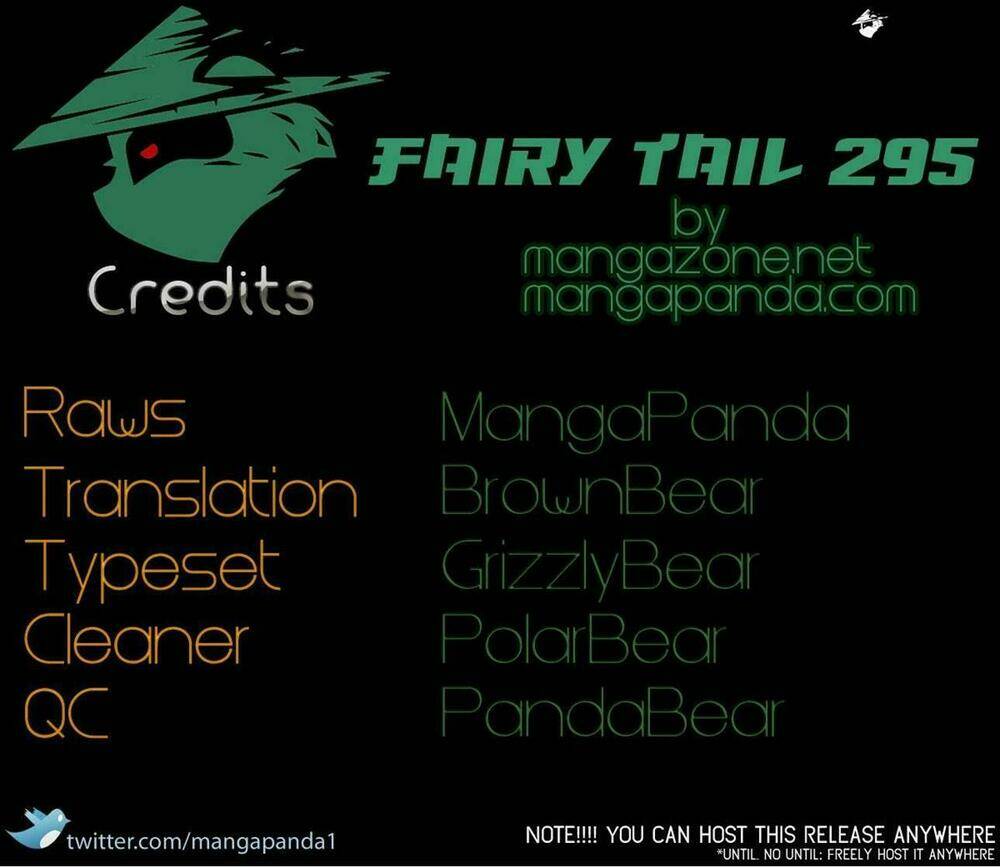 FAIRY TAIL 295
by
mangazone.net
mangapanda.com
Credits
Raws MangaPanda
Translation BrownBear
Typeset GrizzlyBear
Cleaner PolarBear
QC PandaBear
twitter.com/mangapanda1
NOTE!!!! YOU CAN HOST THIS RELEASE ANYWHERE
*UNTIL. NO UNTIL; FREELY HOST IT ANYWHERE